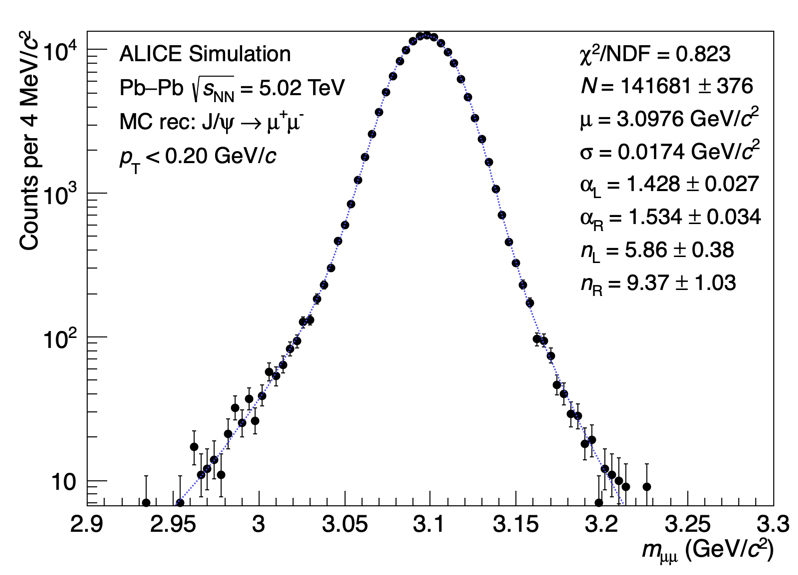 Counts per 4 MeV/c²
10⁴
10³
10²
10
ALICE Simulation
Pb–Pb √sNN = 5.02 TeV
MC rec: J/ψ → μ⁺μ⁻
pT < 0.20 GeV/c
χ²/NDF = 0.823
N = 141681 ± 376
μ = 3.0976 GeV/c²
σ = 0.0174 GeV/c²
αL = 1.428 ± 0.027
αR = 1.534 ± 0.034
nL = 5.86 ± 0.38
nR = 9.37 ± 1.03
2.9 2.95 3 3.05 3.1 3.15 3.2 3.25 3.3
mμμ (GeV/c²)